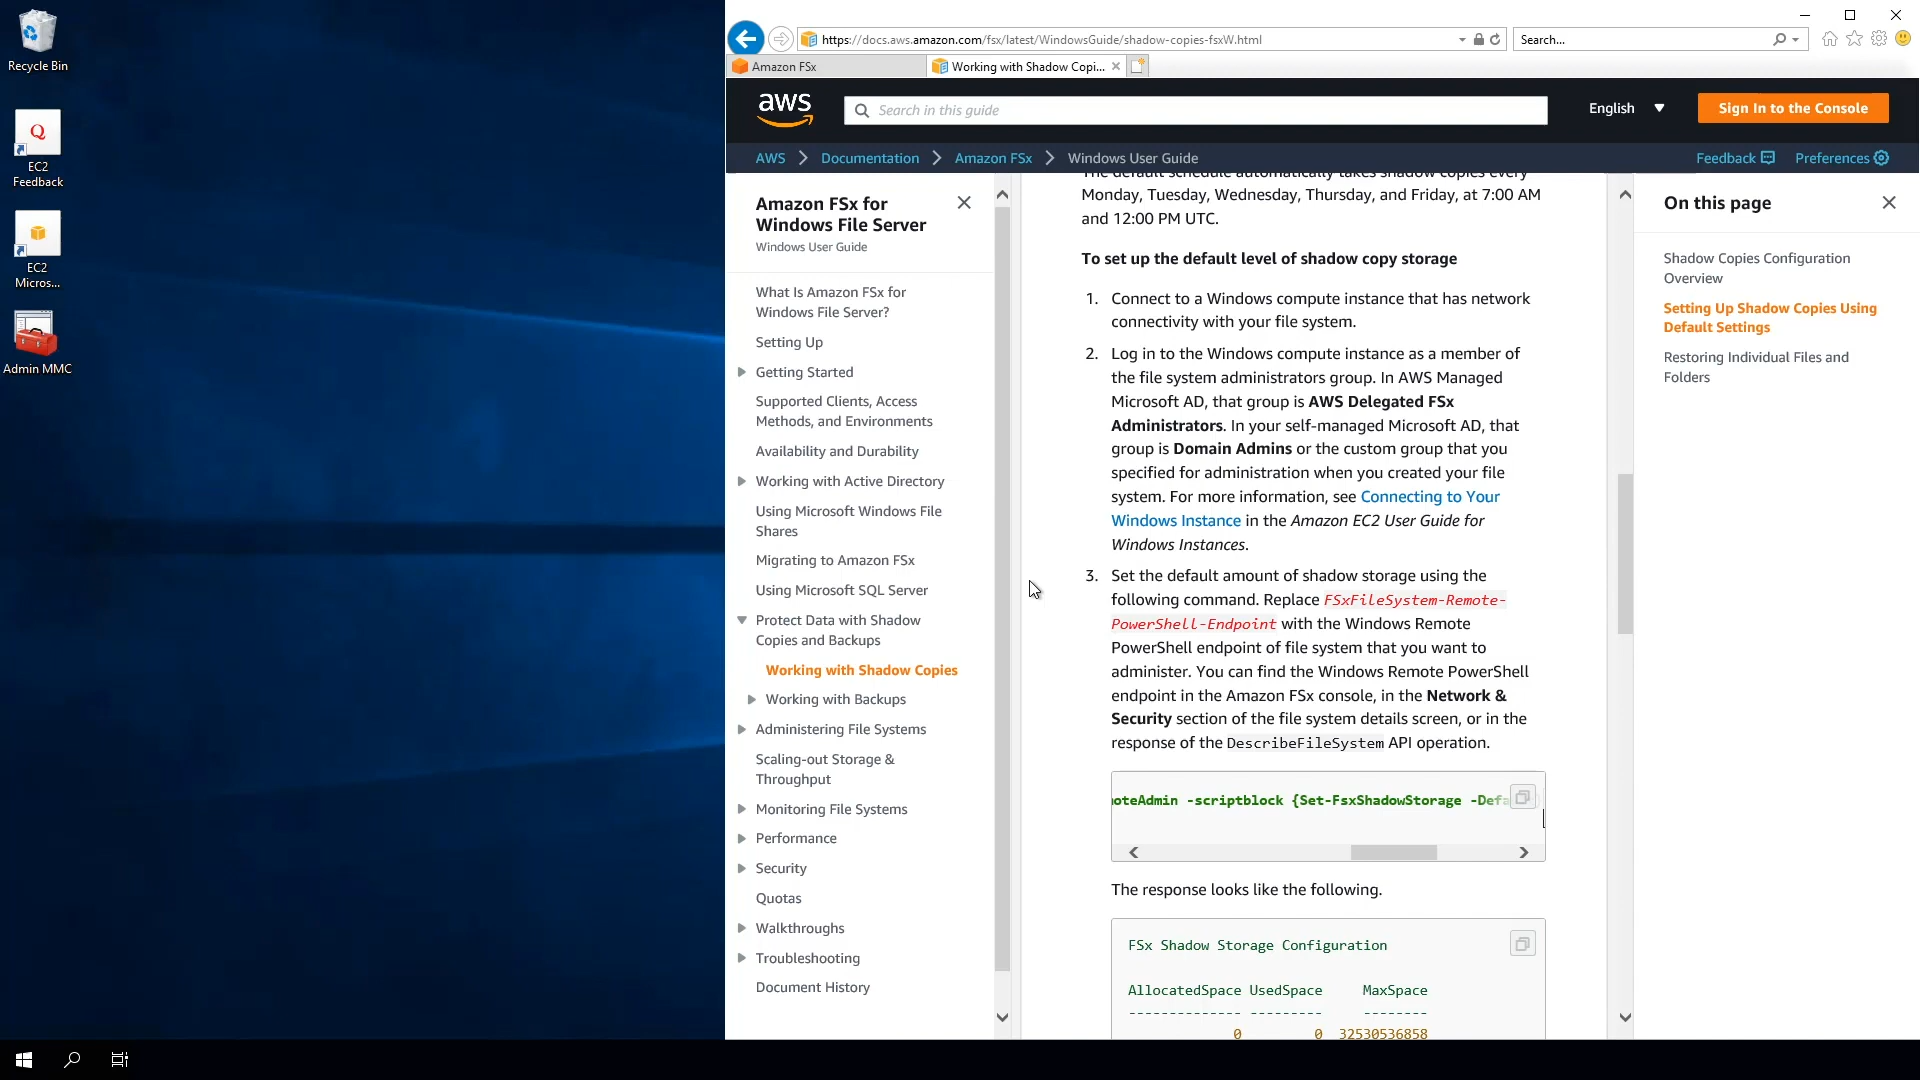 Recycle Bin
EC2
Feedback
EC2
Micros...
Admin MMC
https://docs.aws.amazon.com/fsx/latest/WindowsGuide/shadow-copies-fsxW.html
Search...
Amazon FSx
Working with Shadow Copi...
aws
Search in this guide
English
Sign In to the Console
AWS
Documentation
Amazon FSx
Windows User Guide
Feedback
Preferences
Amazon FSx for
Windows File Server
Windows User Guide
What Is Amazon FSx for
Windows File Server?
Setting Up
Getting Started
Supported Clients, Access
Methods, and Environments
Availability and Durability
Working with Active Directory
Using Microsoft Windows File
Shares
Migrating to Amazon FSx
Using Microsoft SQL Server
Protect Data with Shadow
Copies and Backups
Working with Shadow Copies
Working with Backups
Administering File Systems
Scaling-out Storage &
Throughput
Monitoring File Systems
Performance
Security
Quotas
Walkthroughs
Troubleshooting
Document History
The default schedule automatically takes shadow copies every
Monday, Tuesday, Wednesday, Thursday, and Friday, at 7:00 AM
and 12:00 PM UTC.
To set up the default level of shadow copy storage
1. Connect to a Windows compute instance that has network
connectivity with your file system.
2. Log in to the Windows compute instance as a member of
the file system administrators group. In AWS Managed
Microsoft AD, that group is AWS Delegated FSx
Administrators. In your self-managed Microsoft AD, that
group is Domain Admins or the custom group that you
specified for administration when you created your file
system. For more information, see Connecting to Your
Windows Instance in the Amazon EC2 User Guide for
Windows Instances.
3. Set the default amount of shadow storage using the
following command. Replace FSxFileSystem-Remote-
PowerShell-Endpoint with the Windows Remote
PowerShell endpoint of file system that you want to
administer. You can find the Windows Remote PowerShell
endpoint in the Amazon FSx console, in the Network &
Security section of the file system details screen, or in the
response of the DescribeFileSystem API operation.
moteAdmin -scriptblock {Set-FsxShadowStorage -Defa
The response looks like the following.
FSx Shadow Storage Configuration
AllocatedSpace UsedSpace MaxSpace
-------------- --------- --------
0 0 32530536858
On this page
Shadow Copies Configuration
Overview
Setting Up Shadow Copies Using
Default Settings
Restoring Individual Files and
Folders